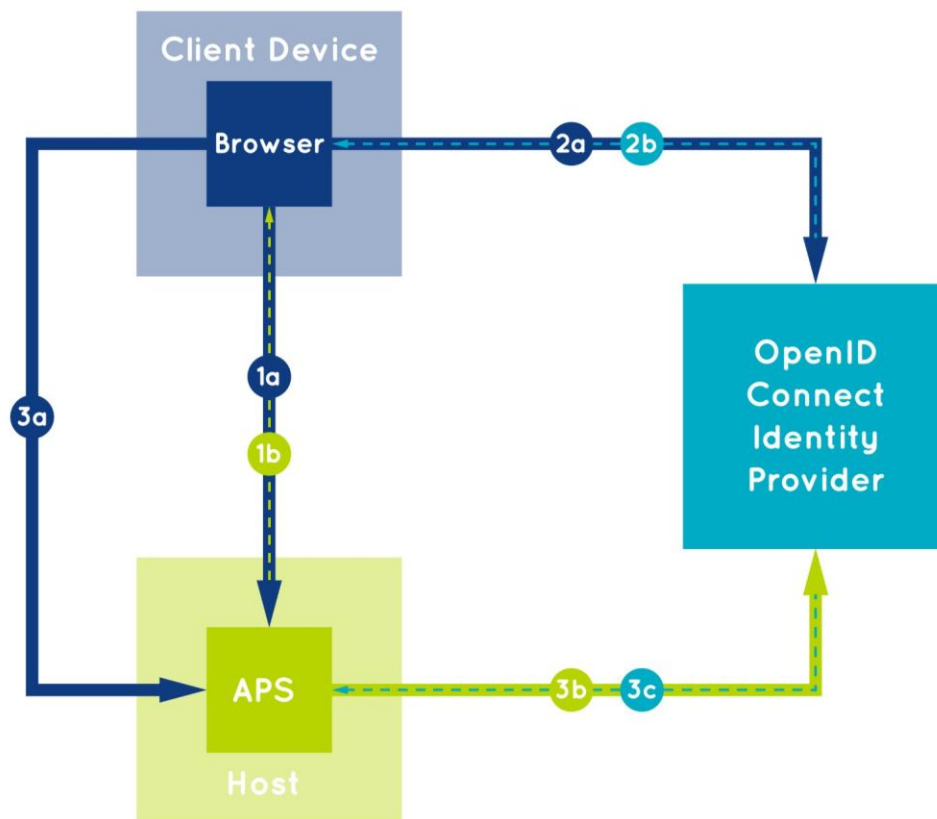 Client Device
Browser
2a
2b
1a
3a
1b
OpenID
Connect
Identity
Provider
APS
3b
3c
Host